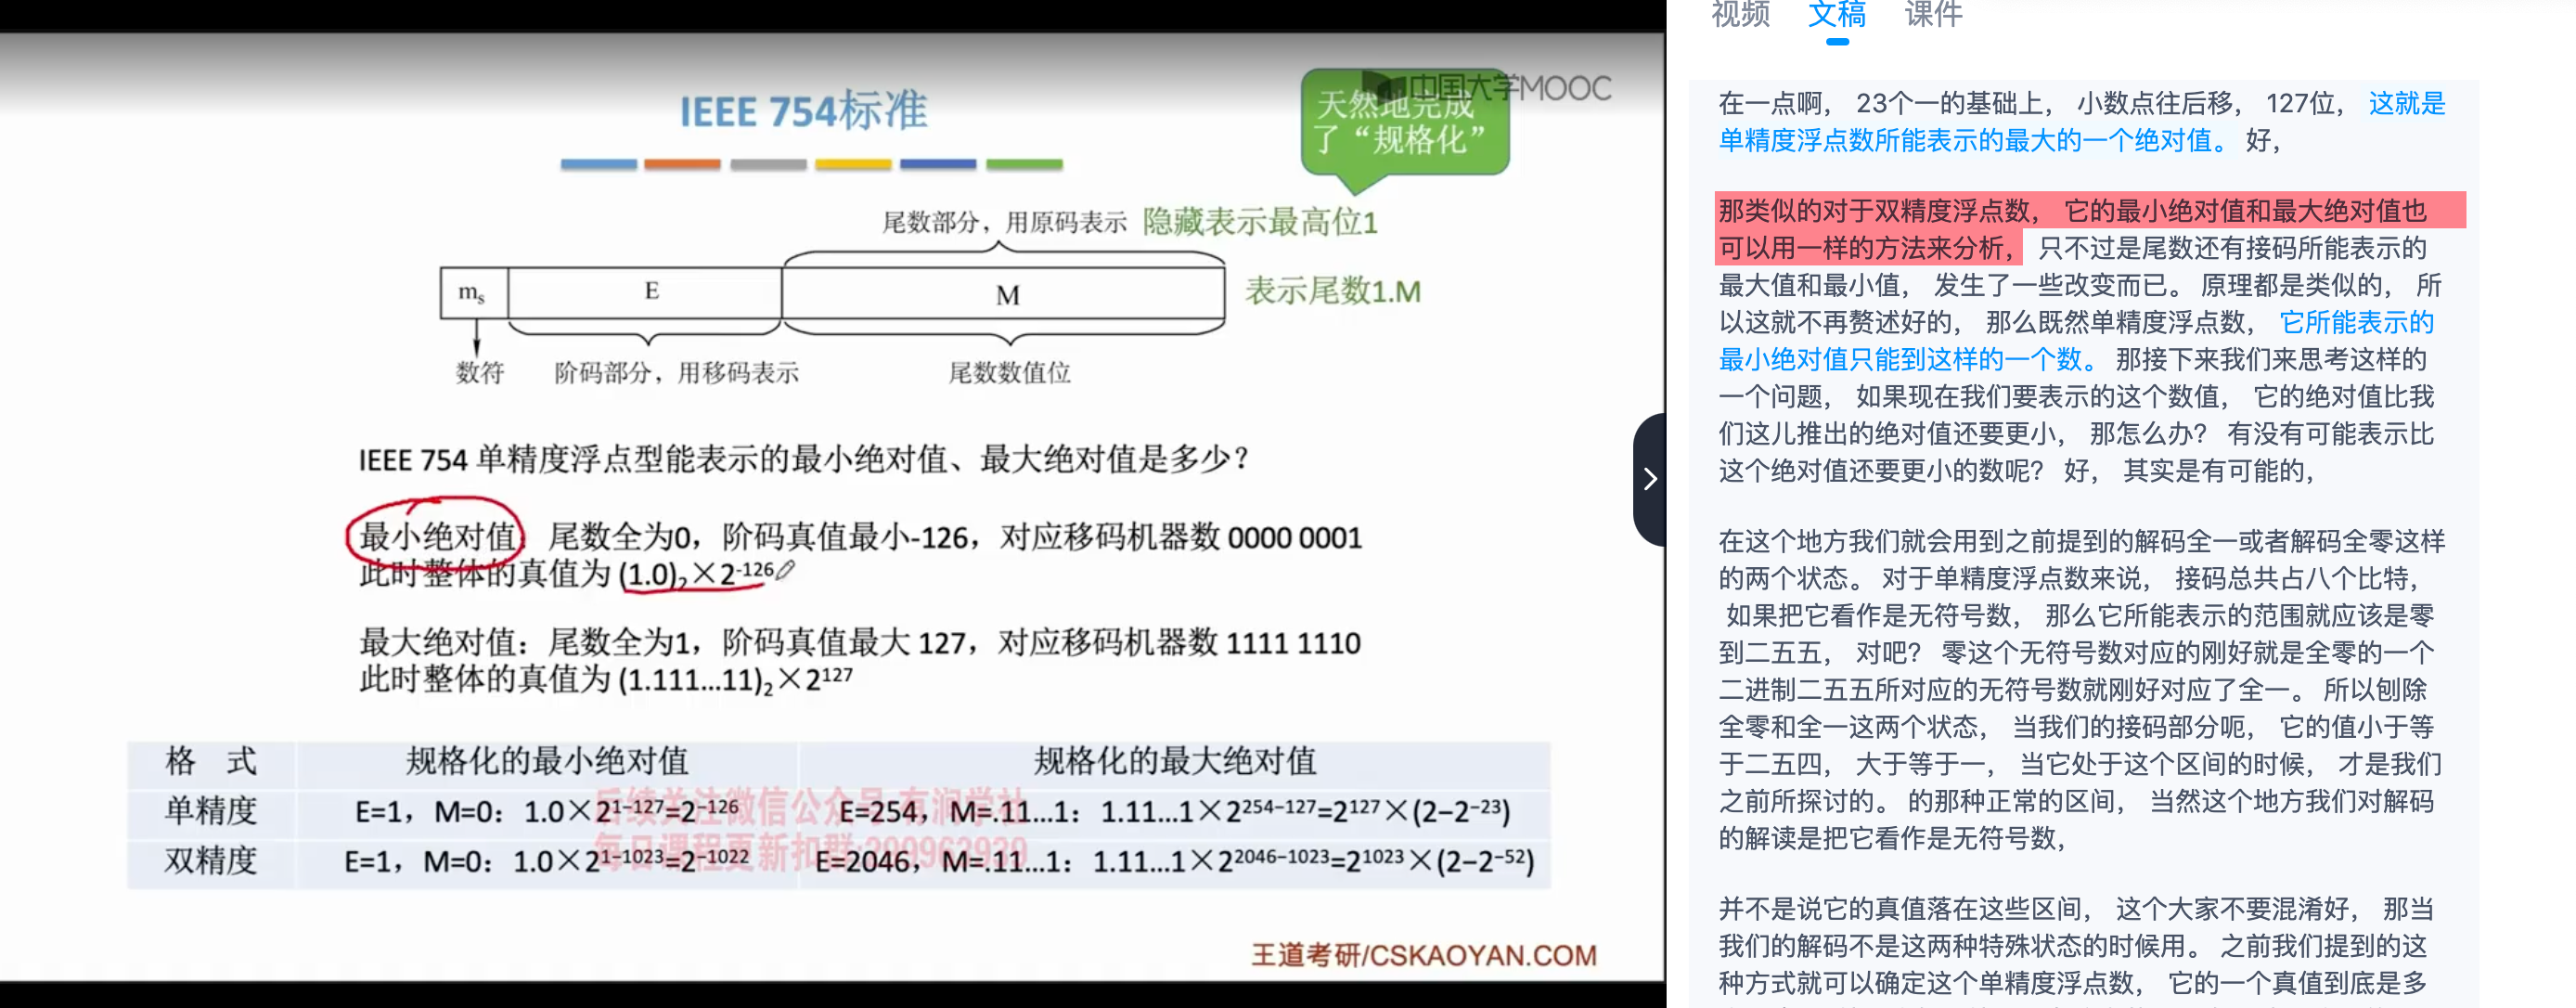 IEEE 754标准
中国大学MOOC
天然地完成
了“规格化”
尾数部分，用原码表示 隐藏表示最高位1
mₛ E M 表示尾数1.M
数符 阶码部分，用移码表示 尾数数值位
IEEE 754 单精度浮点型能表示的最小绝对值、最大绝对值是多少？
最小绝对值：尾数全为0，阶码真值最小-126，对应移码机器数 0000 0001
此时整体的真值为 (1.0)₂×2⁻¹²⁶
最大绝对值：尾数全为1，阶码真值最大 127，对应移码机器数 1111 1110
此时整体的真值为 (1.111…11)₂×2¹²⁷
格 式 规格化的最小绝对值 规格化的最大绝对值
单精度 E=1，M=0：1.0×2¹⁻¹²⁷=2⁻¹²⁶ E=254，M=.11…1：1.11…1×2²⁵⁴⁻¹²⁷=2¹²⁷×(2−2⁻²³)
双精度 E=1，M=0：1.0×2¹⁻¹⁰²³=2⁻¹⁰²² E=2046，M=.11…1：1.11…1×2²⁰⁴⁶⁻¹⁰²³=2¹⁰²³×(2−2⁻⁵²)
后续关注微信公众号:有润学社
每日课程更新扣群:299962939
王道考研/CSKAOYAN.COM
视频 文稿 课件
在一点啊， 23个一的基础上， 小数点往后移， 127位， 这就是
单精度浮点数所能表示的最大的一个绝对值。 好，
那类似的对于双精度浮点数， 它的最小绝对值和最大绝对值也
可以用一样的方法来分析， 只不过是尾数还有接码所能表示的
最大值和最小值， 发生了一些改变而已。 原理都是类似的， 所
以这就不再赘述好的， 那么既然单精度浮点数， 它所能表示的
最小绝对值只能到这样的一个数。 那接下来我们来思考这样的
一个问题， 如果现在我们要表示的这个数值， 它的绝对值比我
们这儿推出的绝对值还要更小， 那怎么办？ 有没有可能表示比
这个绝对值还要更小的数呢？ 好， 其实是有可能的，
在这个地方我们就会用到之前提到的解码全一或者解码全零这样
的两个状态。 对于单精度浮点数来说， 接码总共占八个比特，
如果把它看作是无符号数， 那么它所能表示的范围就应该是零
到二五五， 对吧？ 零这个无符号数对应的刚好就是全零的一个
二进制二五五所对应的无符号数就刚好对应了全一。 所以刨除
全零和全一这两个状态， 当我们的接码部分呃， 它的值小于等
于二五四， 大于等于一， 当它处于这个区间的时候， 才是我们
之前所探讨的。 的那种正常的区间， 当然这个地方我们对解码
的解读是把它看作是无符号数，
并不是说它的真值落在这些区间， 这个大家不要混淆好， 那当
我们的解码不是这两种特殊状态的时候用。 之前我们提到的这
种方式就可以确定这个单精度浮点数， 它的一个真值到底是多